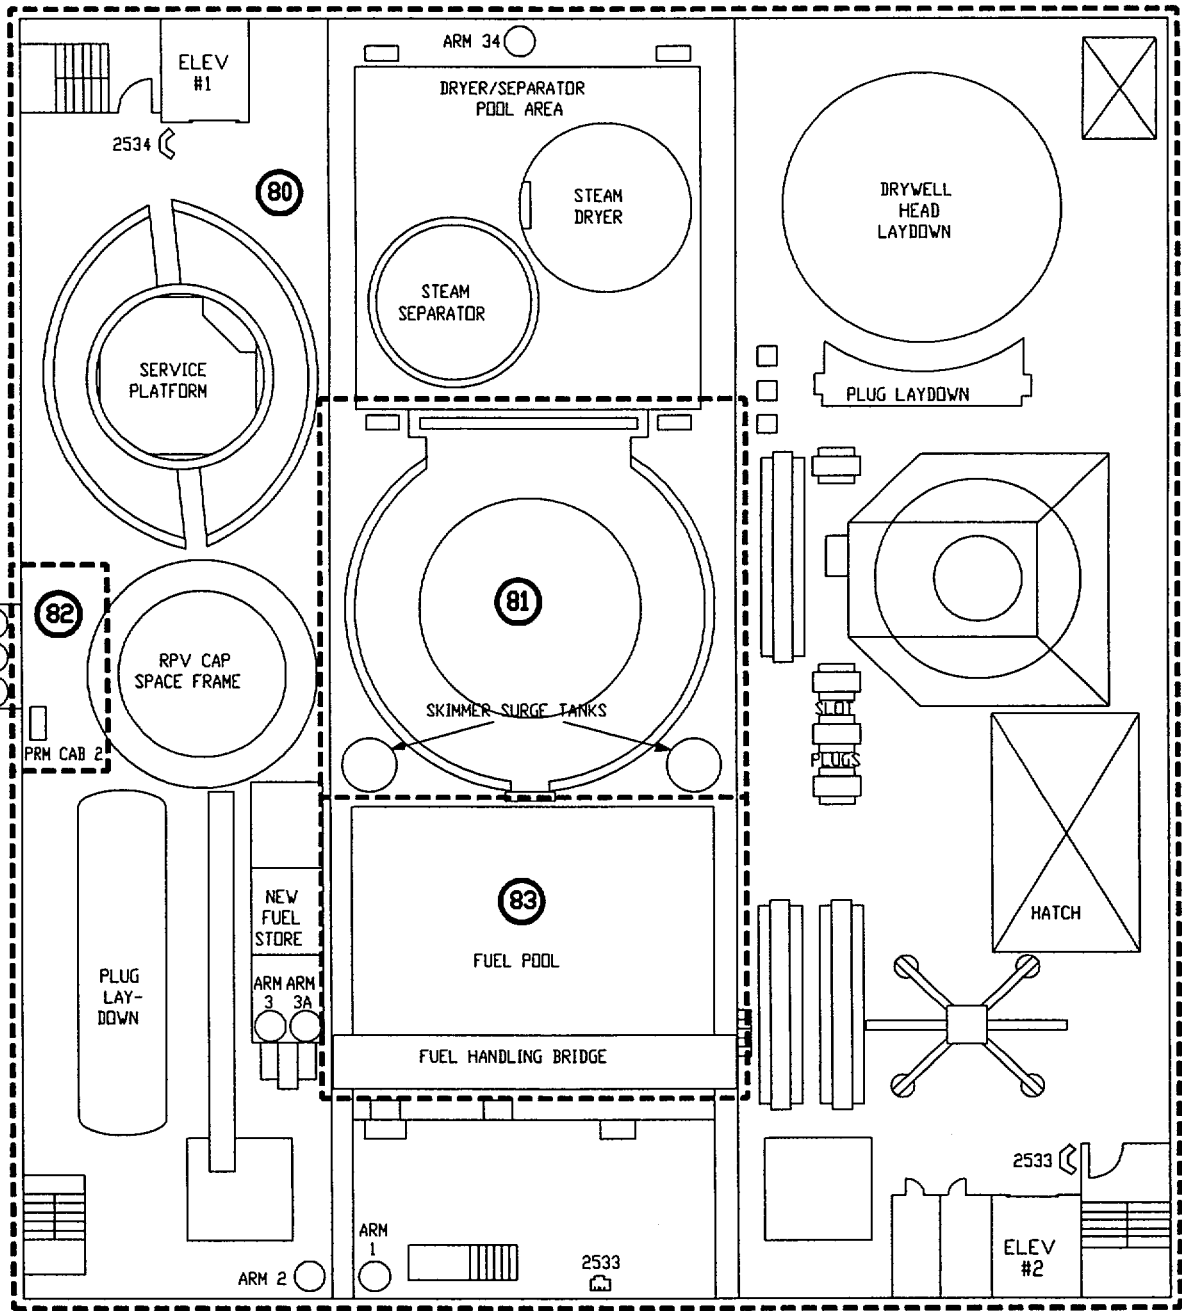 ARM 34
ELEV
#1
DRYER/SEPARATOR
POOL AREA
2534
80
STEAM
DRYER
DRYWELL
HEAD
LAYDOWN
STEAM
SEPARATOR
SERVICE
PLATFORM
PLUG LAYDOWN
82
81
RPV CAP
SPACE FRAME
SKIMMER SURGE TANKS
SLOT
PLUGS
PRM CAB 2
83
NEW
FUEL
STORE
HATCH
FUEL POOL
PLUG
LAY-
DOWN
ARM
3
ARM
3A
FUEL HANDLING BRIDGE
2533
ARM
1
ARM 2
2533
ELEV
#2